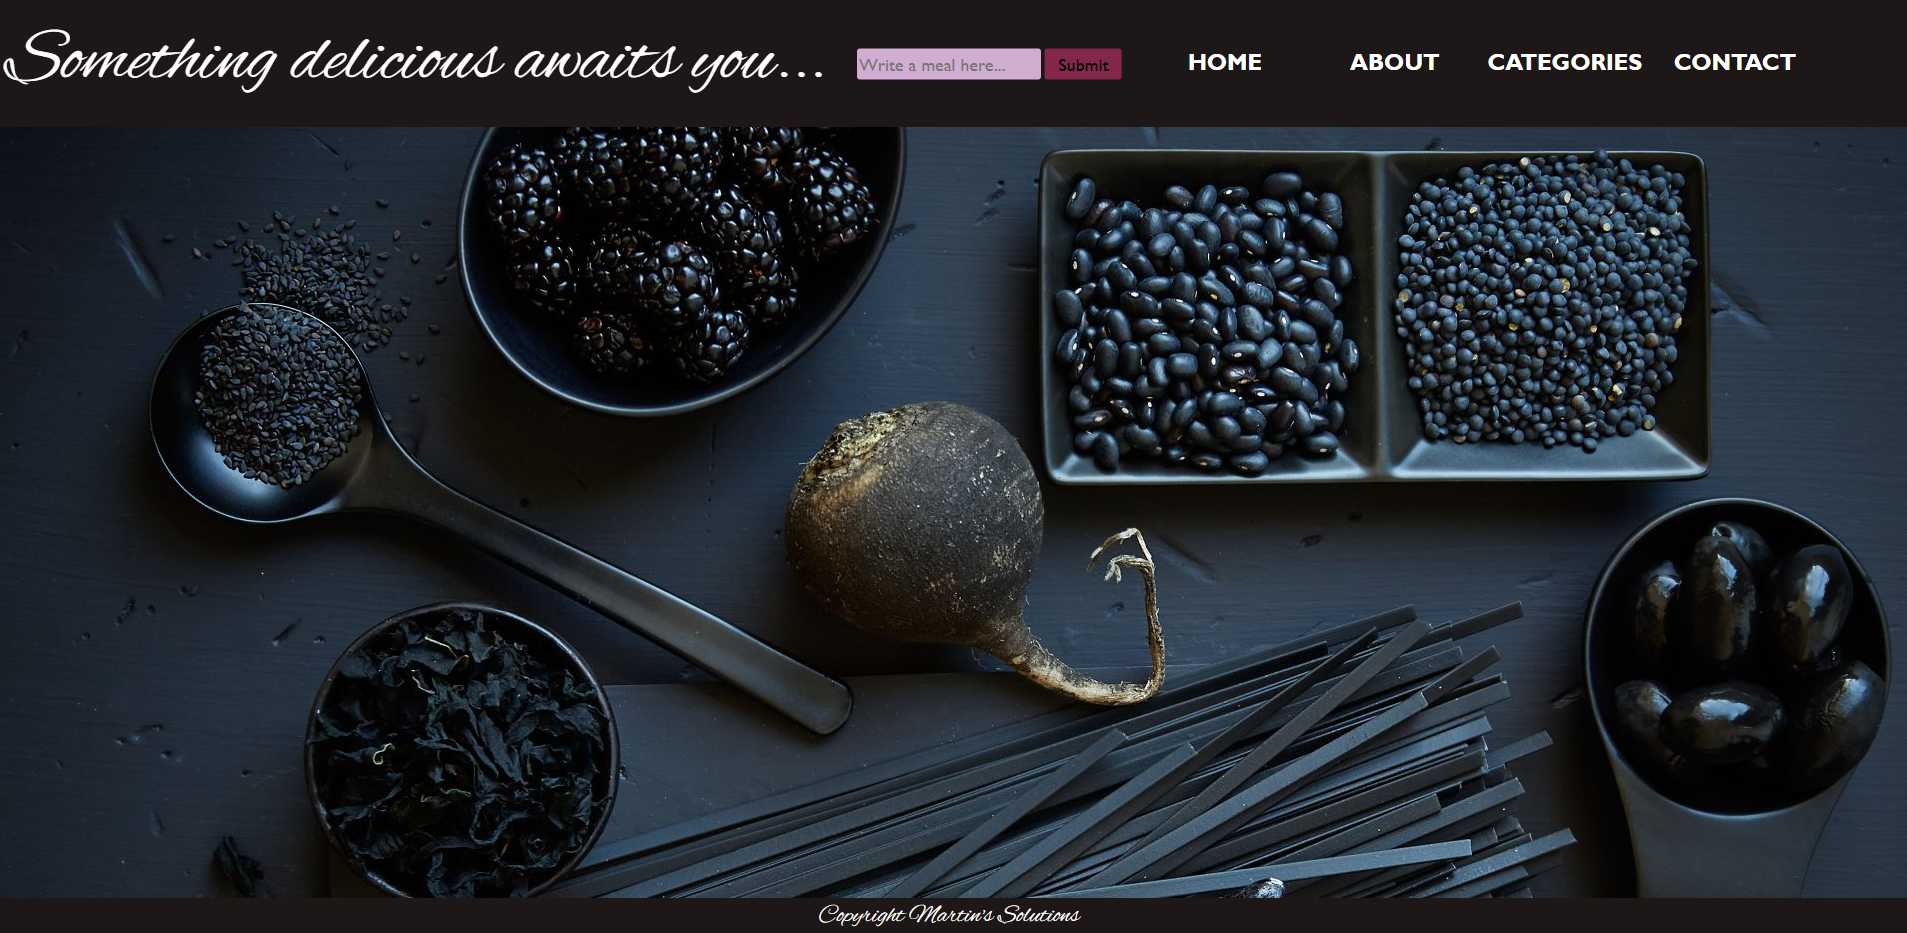 Something delicious awaits you...
Write a meal here...
Submit
HOME
ABOUT
CATEGORIES
CONTACT
Copyright Martin's Solutions